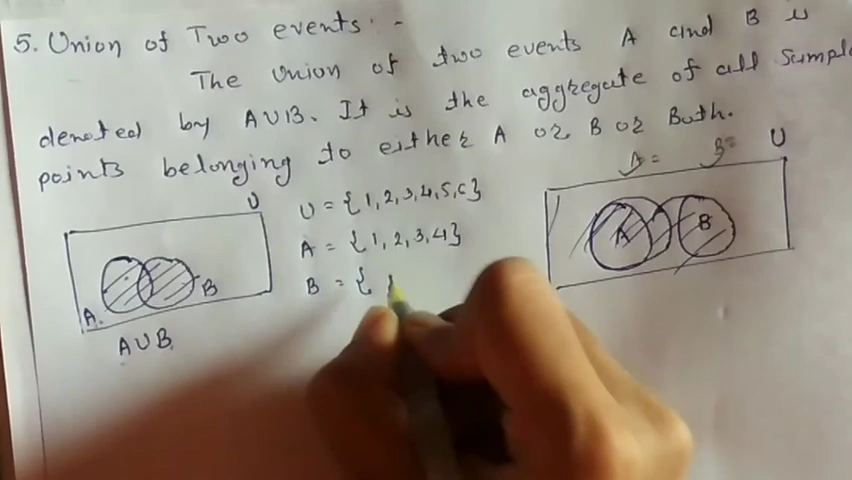 5. Union of Two events: -
The Union of two events A and B is
denoted by AUB. It is the aggregate of all Sample
points belonging to either A or B or Both.
A = B =
U
U
U = {1, 2, 3, 4, 5, 6}
A = {1, 2, 3, 4}
B = {
A B
A. B
AUB